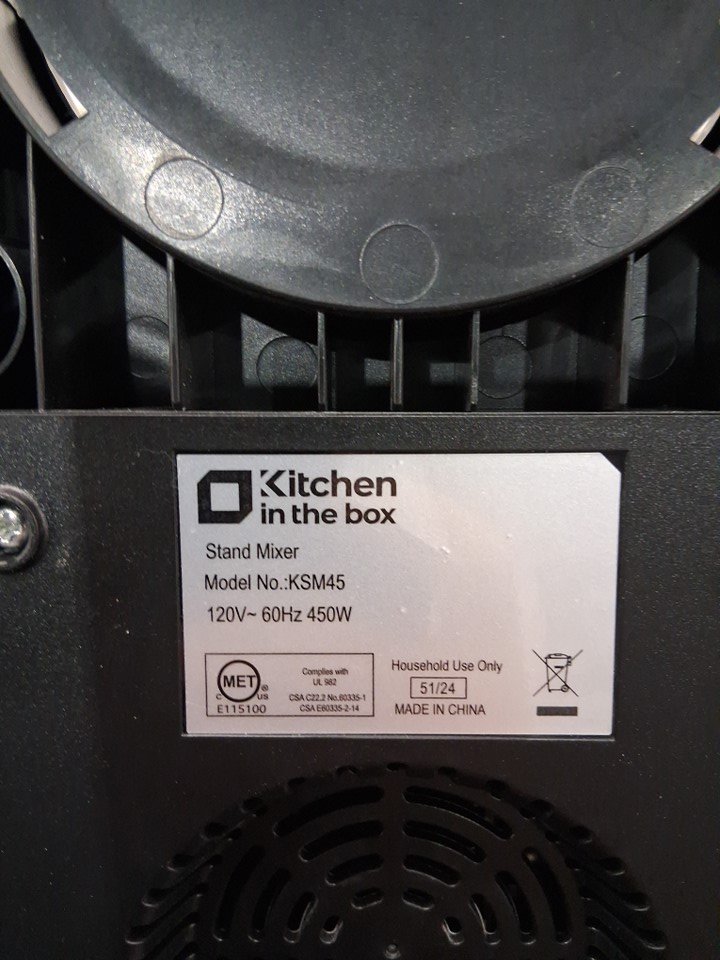 Kitchen
in the box
Stand Mixer
Model No.:KSM45
120V~ 60Hz 450W
MET
®
C US
E115100
Complies with
UL 982
CSA C22.2 No.60335-1
CSA E60335-2-14
Household Use Only
51/24
MADE IN CHINA